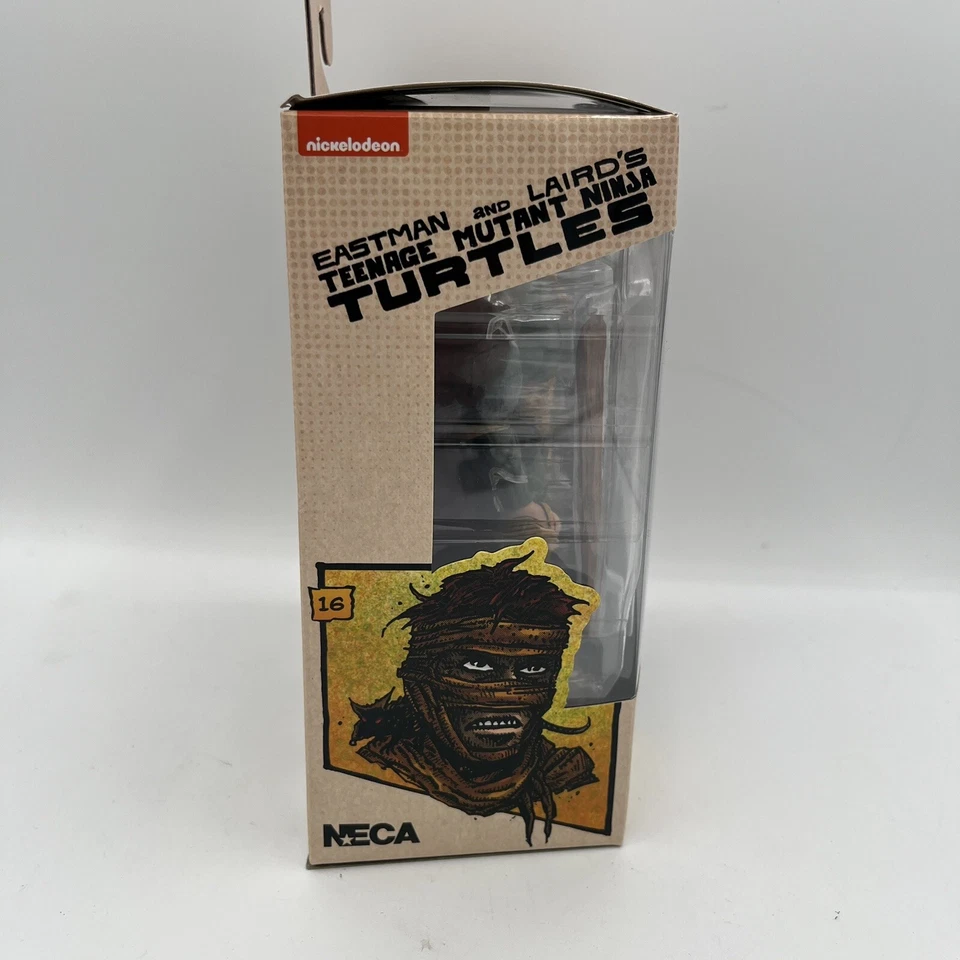 nickelodeon
EASTMAN AND LAIRD'S
TEENAGE MUTANT NINJA
TURTLES
16
NECA